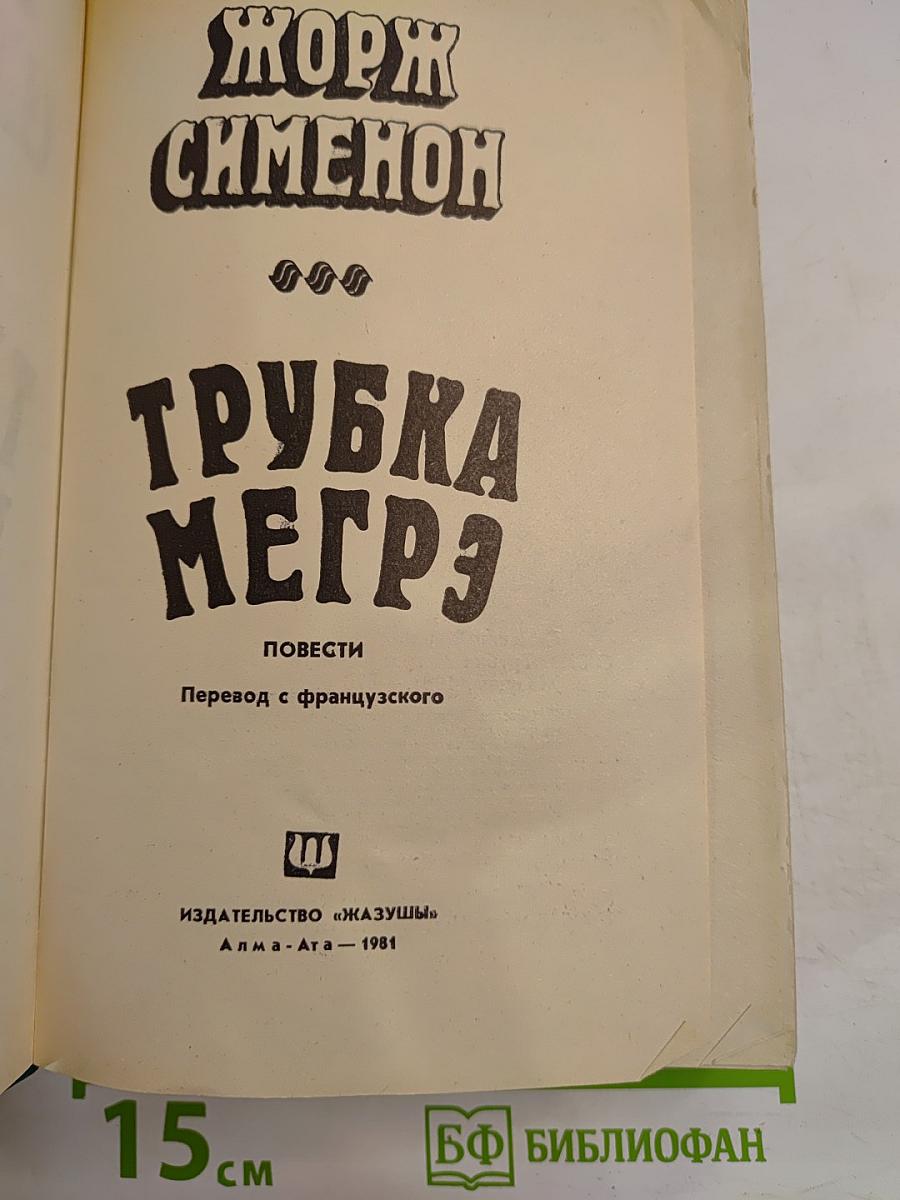 ЖОРЖ
СИМЕНОН
ТРУБКА
МЕГРЭ
ПОВЕСТИ
Перевод с французского
ИЗДАТЕЛЬСТВО «ЖАЗУШЫ»
Алма-Ата — 1981
15 см
БФ БИБЛИОФАН